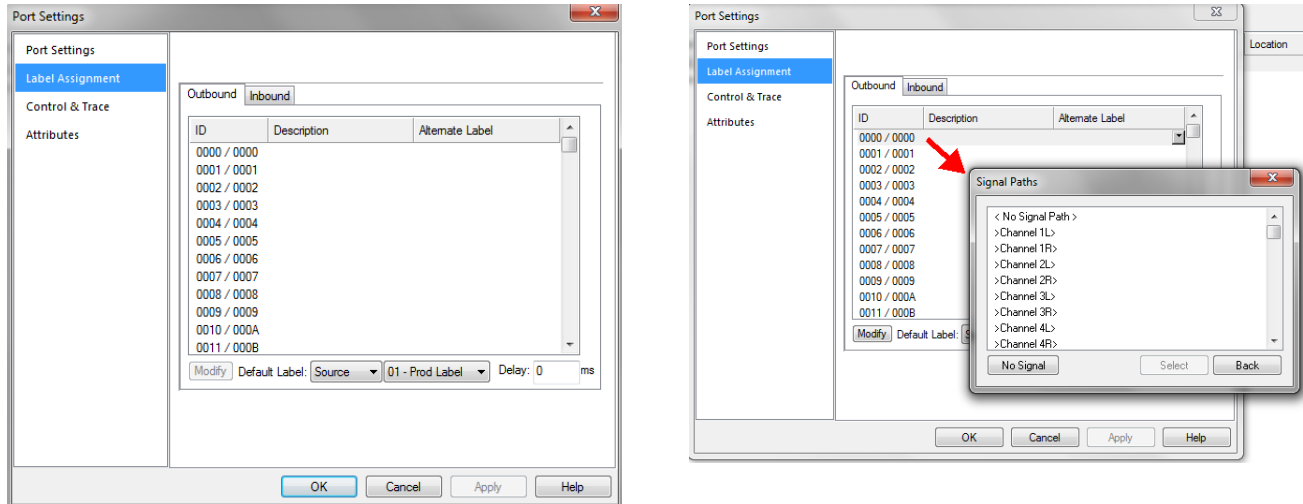 Port Settings
Port Settings
Label Assignment
Control & Trace
Attributes
Outbound Inbound
ID Description Alternate Label
0000 / 0000
0001 / 0001
0002 / 0002
0003 / 0003
0004 / 0004
0005 / 0005
0006 / 0006
0007 / 0007
0008 / 0008
0009 / 0009
0010 / 000A
0011 / 000B
Modify Default Label: Source 01 - Prod Label Delay: 0 ms
OK Cancel Apply Help
Port Settings
Location
Port Settings
Label Assignment
Control & Trace
Attributes
Outbound Inbound
ID Description Alternate Label
0000 / 0000
0001 / 0001
0002 / 0002
0003 / 0003
0004 / 0004
0005 / 0005
0006 / 0006
0007 / 0007
0008 / 0008
0009 / 0009
0010 / 000A
0011 / 000B
Modify Default Label: S
Signal Paths
< No Signal Path >
>Channel 1L>
>Channel 1R>
>Channel 2L>
>Channel 2R>
>Channel 3L>
>Channel 3R>
>Channel 4L>
>Channel 4R>
No Signal Select Back
OK Cancel Apply Help